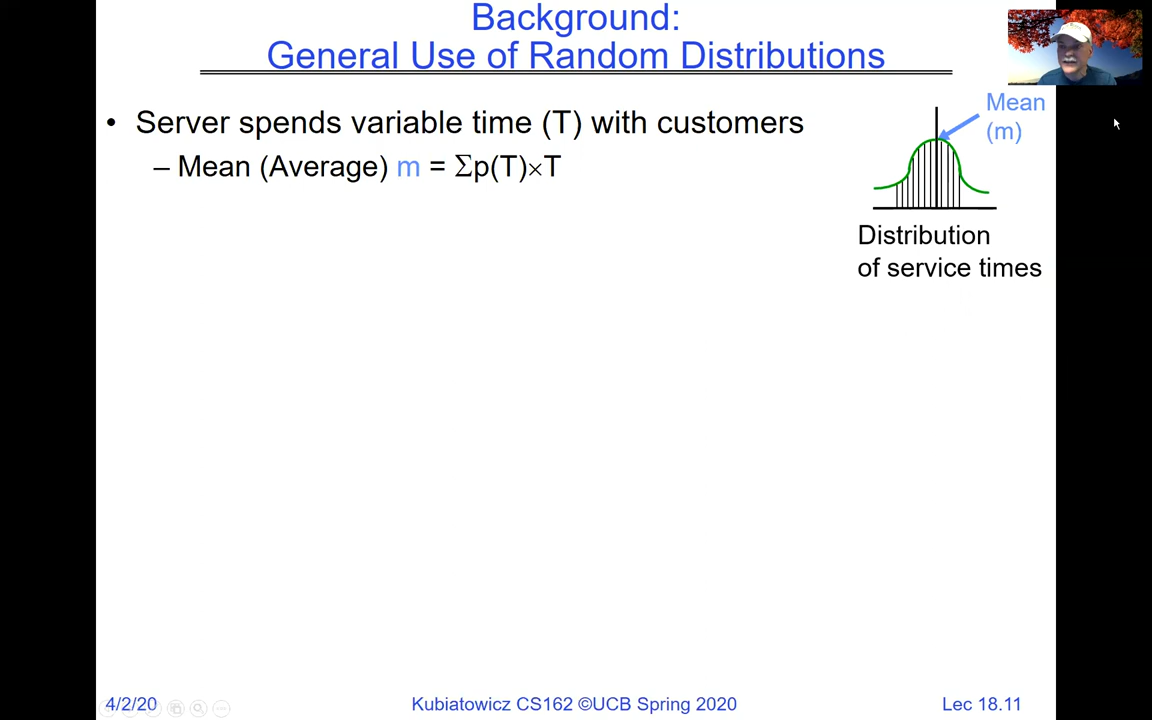 Background:
General Use of Random Distributions
• Server spends variable time (T) with customers
– Mean (Average) m = Σp(T)×T
Mean
(m)
Distribution
of service times
4/2/20
Kubiatowicz CS162 ©UCB Spring 2020
Lec 18.11